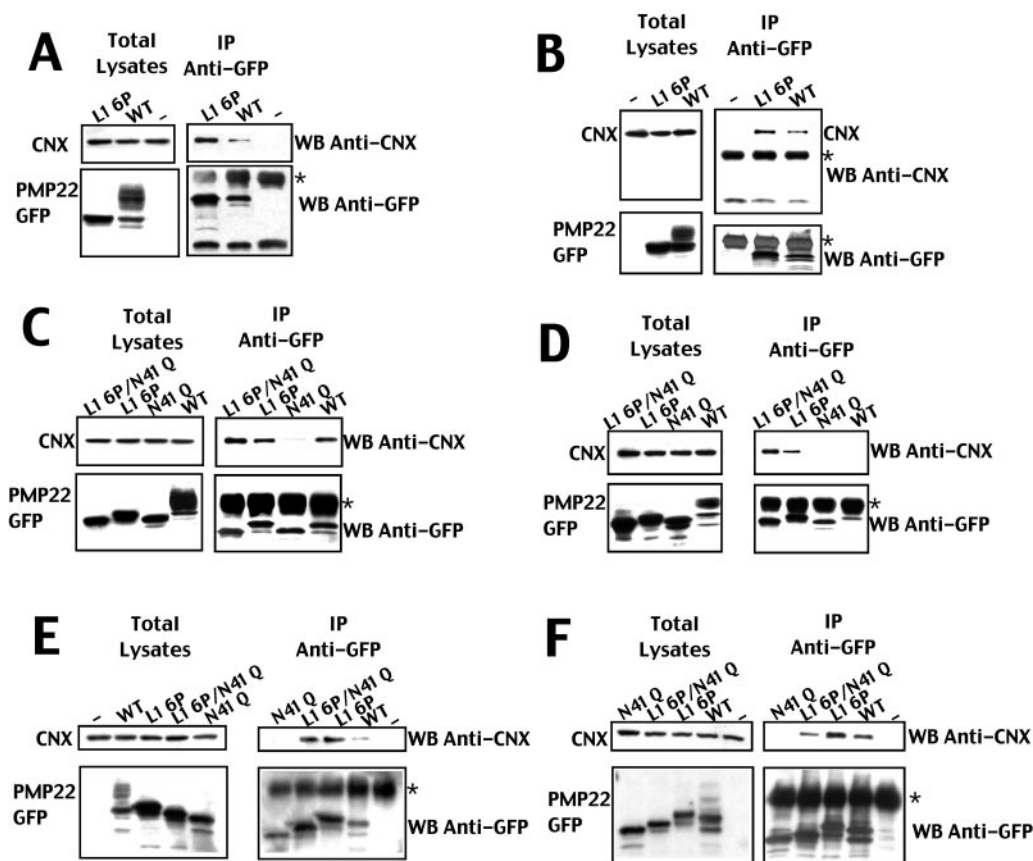 A
Total
Lysates
IP
Anti-GFP
L1 6P WT -
L1 6P WT -
CNX
WB Anti-CNX
PMP22
GFP
*
WB Anti-GFP
B
Total
Lysates
IP
Anti-GFP
- L1 6P WT
- L1 6P WT
CNX
CNX
*
WB Anti-CNX
PMP22
GFP
*
WB Anti-GFP
C
Total
Lysates
IP
Anti-GFP
L1 6P/N41 Q L1 6P N41 Q WT
L1 6P/N41 Q L1 6P N41 Q WT
CNX
WB Anti-CNX
PMP22
GFP
*
WB Anti-GFP
D
Total
Lysates
IP
Anti-GFP
L1 6P/N41 Q L1 6P N41 Q WT
L1 6P/N41 Q L1 6P N41 Q WT
CNX
WB Anti-CNX
PMP22
GFP
*
WB Anti-GFP
E
Total
Lysates
IP
Anti-GFP
- WT L1 6P L1 6P/N41 Q N41 Q
N41 Q L1 6P/N41 Q L1 6P WT -
CNX
WB Anti-CNX
PMP22
GFP
*
WB Anti-GFP
F
Total
Lysates
IP
Anti-GFP
N41 Q L1 6P/N41 Q L1 6P WT -
N41 Q L1 6P/N41 Q L1 6P WT -
CNX
WB Anti-CNX
PMP22
GFP
*
WB Anti-GFP